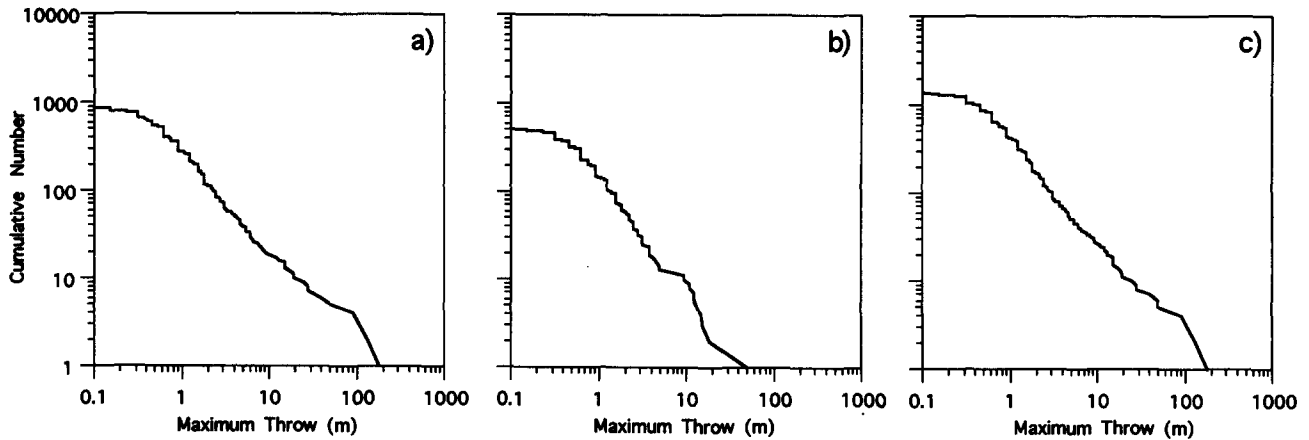 a)
b)
c)
Cumulative Number
10000
1000
100
10
1
0.1 1 10 100 1000
0.1 1 10 100 1000
0.1 1 10 100 1000
Maximum Throw (m)
Maximum Throw (m)
Maximum Throw (m)